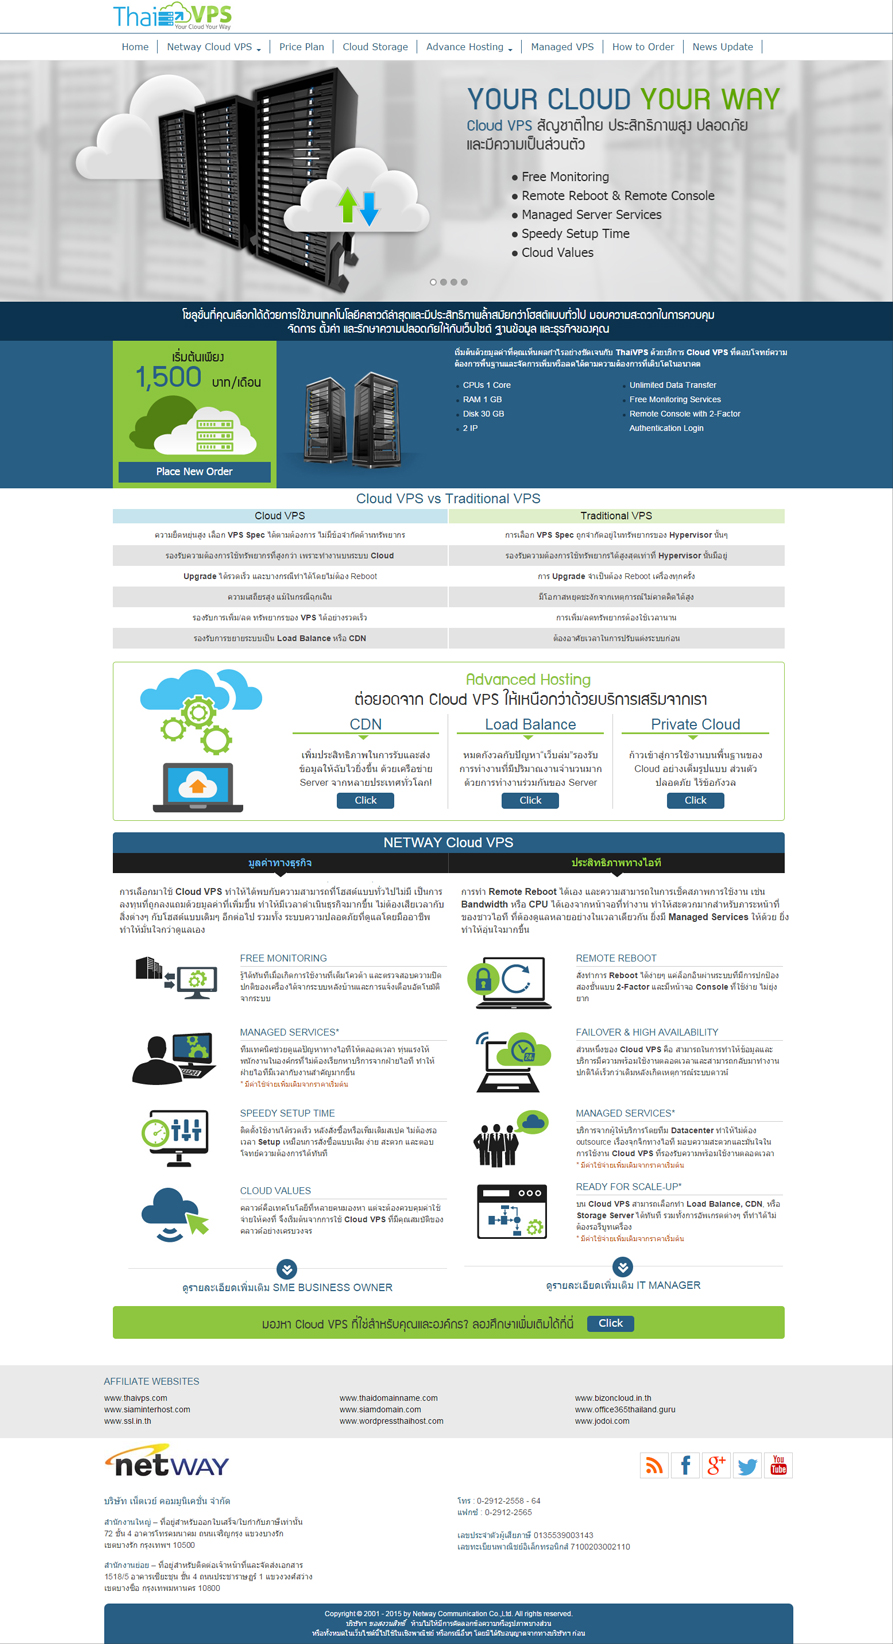 Thai VPS
Your Cloud Your Way
Home
Netway Cloud VPS
Price Plan
Cloud Storage
Advance Hosting
Managed VPS
How to Order
News Update
YOUR CLOUD YOUR WAY
Cloud VPS สัญชาติไทย ประสิทธิภาพสูง ปลอดภัย
และมีความเป็นส่วนตัว
● Free Monitoring
● Remote Reboot & Remote Console
● Managed Server Services
● Speedy Setup Time
● Cloud Values
โซลูชั่นที่คุณเลือกได้ด้วยการใช้งานเทคโนโลยีคลาวด์ล่าสุดและมีประสิทธิภาพล้ำสมัยกว่าโฮสต์แบบทั่วไป มอบความสะดวกในการควบคุม
จัดการ ตั้งค่า และรักษาความปลอดภัยให้กับเว็บไซต์ ฐานข้อมูล และธุรกิจของคุณ
เริ่มต้นเพียง
1,500 บาท/เดือน
Place New Order
เริ่มต้นด้วยมูลค่าที่คุณเห็นผลกำไรอย่างชัดเจนกับ ThaiVPS ด้วยบริการ Cloud VPS ที่ตอบโจทย์ความ
ต้องการพื้นฐานและจัดการเพิ่มหรือลดได้ตามความต้องการที่เติบโตในอนาคต
CPUs 1 Core
RAM 1 GB
Disk 30 GB
2 IP
Unlimited Data Transfer
Free Monitoring Services
Remote Console with 2-Factor
Authentication Login
Cloud VPS vs Traditional VPS
Cloud VPS
Traditional VPS
ความยืดหยุ่นสูง เลือก VPS Spec ได้ตามต้องการ ไม่มีข้อจำกัดด้านทรัพยากร
การเลือก VPS Spec ถูกจำกัดอยู่ในทรัพยากรของ Hypervisor นั้นๆ
รองรับความต้องการใช้ทรัพยากรที่สูงกว่า เพราะทำงานบนระบบ Cloud
รองรับความต้องการใช้ทรัพยากรได้สูงสุดเท่าที่ Hypervisor นั้นมีอยู่
Upgrade ได้รวดเร็ว และบางกรณีทำได้โดยไม่ต้อง Reboot
การ Upgrade จำเป็นต้อง Reboot เครื่องทุกครั้ง
ความเสถียรสูง แม้ในกรณีฉุกเฉิน
มีโอกาสหยุดชะงักจากเหตุการณ์ไม่คาดคิดได้สูง
รองรับการเพิ่ม/ลด ทรัพยากรของ VPS ได้อย่างรวดเร็ว
การเพิ่ม/ลดทรัพยากรต้องใช้เวลานาน
รองรับการขยายระบบเป็น Load Balance หรือ CDN
ต้องอาศัยเวลาในการปรับแต่งระบบก่อน
Advanced Hosting
ต่อยอดจาก Cloud VPS ให้เหนือกว่าด้วยบริการเสริมจากเรา
CDN
เพิ่มประสิทธิภาพในการรับและส่ง
ข้อมูลให้ฉับไวยิ่งขึ้น ด้วยเครือข่าย
Server จากหลายประเทศทั่วโลก!
Click
Load Balance
หมดกังวลกับปัญหา"เว็บล่ม"รองรับ
การทำงานที่มีปริมาณงานจำนวนมาก
ด้วยการทำงานร่วมกันของ Server
Click
Private Cloud
ก้าวเข้าสู่การใช้งานบนพื้นฐานของ
Cloud อย่างเต็มรูปแบบ ส่วนตัว
ปลอดภัย ไร้ข้อกังวล
Click
NETWAY Cloud VPS
มูลค่าทางธุรกิจ
ประสิทธิภาพทางไอที
การเลือกมาใช้ Cloud VPS ทำให้ได้พบกับความสามารถที่โฮสต์แบบทั่วไปไม่มี เป็นการ
ลงทุนที่ถูกลงแถมด้วยมูลค่าที่เพิ่มขึ้น ทำให้มีเวลาดำเนินธุรกิจมากขึ้น ไม่ต้องเสียเวลากับ
สิ่งต่างๆ กับโฮสต์แบบเดิมๆ อีกต่อไป รวมทั้ง ระบบความปลอดภัยที่ดูแลโดยมืออาชีพ
ทำให้มั่นใจกว่าดูแลเอง
การทำ Remote Reboot ได้เอง และความสามารถในการเช็คสภาพการใช้งาน เช่น
Bandwidth หรือ CPU ได้เองจากหน้าจอที่ทำงาน ทำให้สะดวกมากสำหรับภาระหน้าที่
ของชาวไอที ที่ต้องดูแลหลายอย่างในเวลาเดียวกัน ยิ่งมี Managed Services ให้ด้วย ยิ่ง
ทำให้อุ่นใจมากขึ้น
FREE MONITORING
รู้ได้ทันทีเมื่อเกิดการใช้งานที่เต็มโควต้า และตรวจสอบความปิด
ปกติของเครื่องได้จากระบบหลังบ้านและการแจ้งเตือนอัตโนมัติ
จากระบบ
REMOTE REBOOT
สั่งทำการ Reboot ได้ง่ายๆ แค่ล็อกอินผ่านระบบที่มีการปกป้อง
สองชั้นแบบ 2-Factor และมีหน้าจอ Console ที่ใช้ง่าย ไม่ยุ่ง
ยาก
MANAGED SERVICES*
ทีมเทคนิคช่วยดูแลปัญหาทางไอทีให้ตลอดเวลา ทุ่นแรงให้
พนักงานในองค์กรที่ไม่ต้องเรียกหาบริการจากฝ่ายไอที ทำให้
ฝ่ายไอทีมีเวลากับงานสำคัญมากขึ้น
* มีค่าใช้จ่ายเพิ่มเติมจากราคาเริ่มต้น
FAILOVER & HIGH AVAILABILITY
ส่วนหนึ่งของ Cloud VPS คือ สามารถในการทำให้ข้อมูลและ
บริการมีความพร้อมใช้งานตลอดเวลาและสามารถกลับมาทำงาน
ปกติได้เร็วกว่าเดิมหลังเกิดเหตุการณ์ระบบดาวน์
SPEEDY SETUP TIME
ติดตั้งใช้งานได้รวดเร็ว หลังสั่งซื้อหรือเพิ่มเติมสเปค ไม่ต้องรอ
เวลา Setup เหมือนการสั่งซื้อแบบเดิม ง่าย สะดวก และตอบ
โจทย์ความต้องการได้ทันที
MANAGED SERVICES*
บริการจากผู้ให้บริการโดยทีม Datacenter ทำให้ไม่ต้อง
outsource เรื่องจุกจิกทางไอที มอบความสะดวกและมั่นใจใน
การใช้งาน Cloud VPS ที่รองรับความพร้อมใช้งานตลอดเวลา
* มีค่าใช้จ่ายเพิ่มเติมจากราคาเริ่มต้น
CLOUD VALUES
คลาวด์คือเทคโนโลยีที่หลายคนมองหา แต่จะต้องควบคุมค่าใช้
จ่ายให้คงที่ จึงเริ่มต้นจากการใช้ Cloud VPS ที่มีคุณสมบัติของ
คลาวด์อย่างครบวงจร
READY FOR SCALE-UP*
บน Cloud VPS สามารถเลือกทำ Load Balance, CDN, หรือ
Storage Server ได้ทันที รวมทั้งการอัพเกรดต่างๆ ที่ทำได้ไม่
ต้องรอรีบูทเครื่อง
* มีค่าใช้จ่ายเพิ่มเติมจากราคาเริ่มต้น
ดูรายละเอียดเพิ่มเติม SME BUSINESS OWNER
ดูรายละเอียดเพิ่มเติม IT MANAGER
มองหา Cloud VPS ที่ใช่สำหรับคุณและองค์กร? ลองศึกษาเพิ่มเติมได้ที่นี่
Click
AFFILIATE WEBSITES
www.thaivps.com
www.thaidomainname.com
www.bizoncloud.in.th
www.siaminterhost.com
www.siamdomain.com
www.office365thailand.guru
www.ssl.in.th
www.wordpressthaihost.com
www.jodoi.com
netway
You Tube
บริษัท เน็ตเวย์ คอมมูนิเคชั่น จำกัด
สำนักงานใหญ่ – ที่อยู่สำหรับออกใบเสร็จ/ใบกำกับภาษีเท่านั้น
72 ชั้น 4 อาคารโทรคมนาคม ถนนเจริญกรุง แขวงบางรัก
เขตบางรัก กรุงเทพฯ 10500
สำนักงานย่อย – ที่อยู่สำหรับติดต่อเจ้าหน้าที่และจัดส่งเอกสาร
1518/5 อาคารเชียะชุน ชั้น 4 ถนนประชาราษฎร์ 1 แขวงวงศ์สว่าง
เขตบางซื่อ กรุงเทพมหานคร 10800
โทร : 0-2912-2558 - 64
แฟกซ์ : 0-2912-2565
เลขประจำตัวผู้เสียภาษี 0135539003143
เลขทะเบียนพาณิชย์อิเล็กทรอนิกส์ 7100203002110
Copyright © 2001 - 2015 by Netway Communication Co.,Ltd. All rights reserved.
บริษัทฯ ขอสงวนสิทธิ์ ห้ามไม่ให้มีการคัดลอกข้อความหรือรูปภาพบางส่วน
หรือทั้งหมดในเว็บไซต์นี้ไปใช้ในเชิงพาณิชย์ หรือกรณีอื่นๆ โดยมิได้รับอนุญาตจากทางบริษัทฯ ก่อน